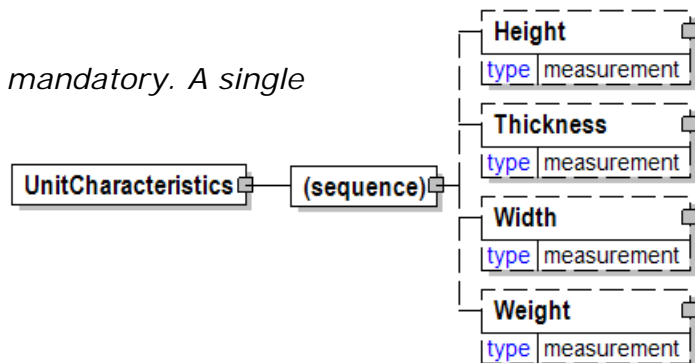 Height
type measurement
mandatory. A single
Thickness
type measurement
UnitCharacteristics (sequence)
Width
type measurement
Weight
type measurement